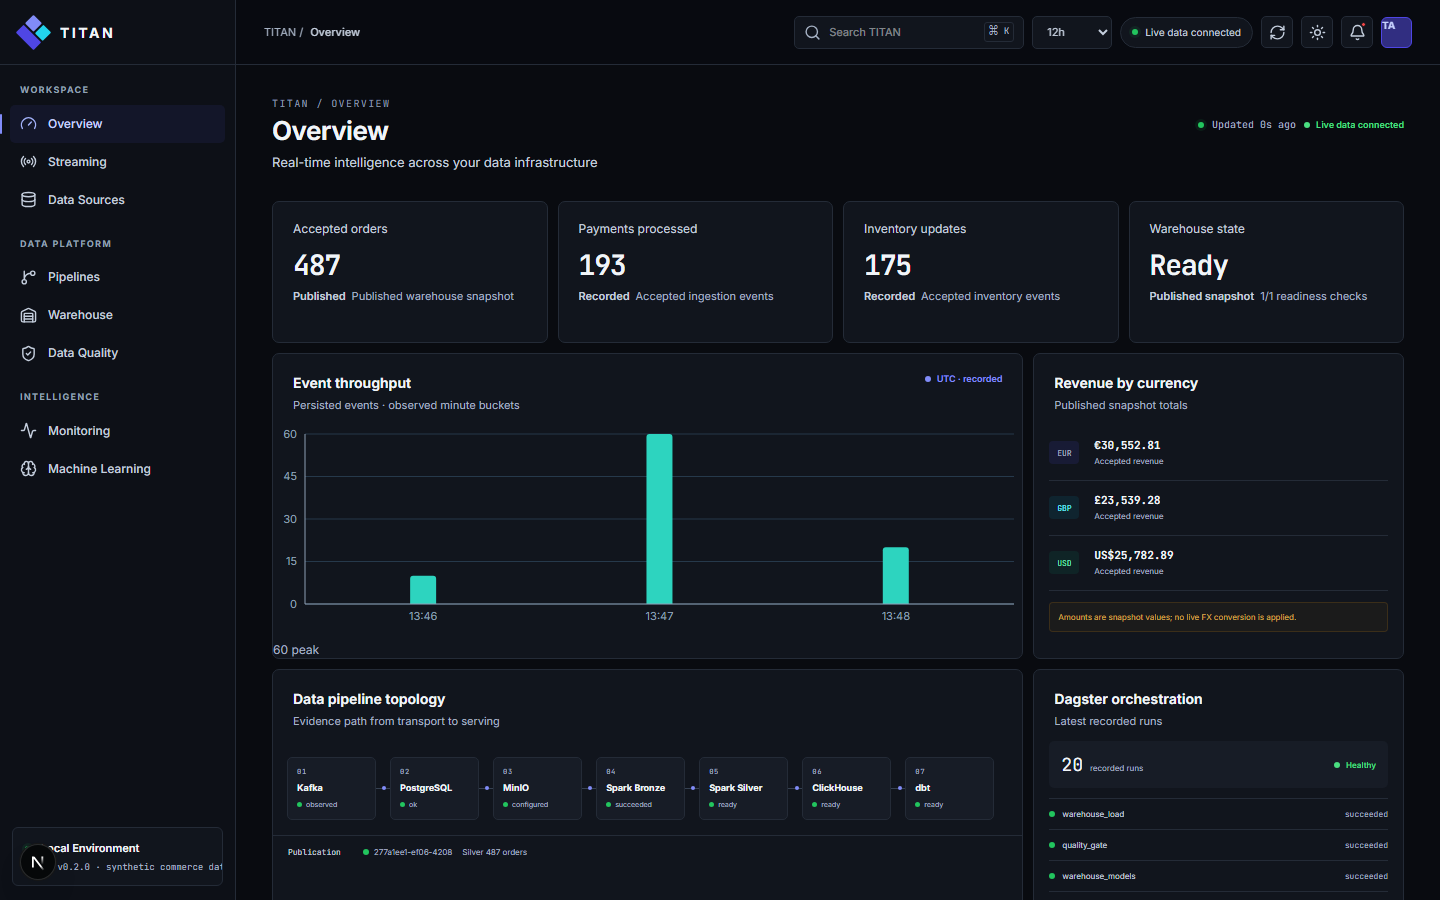 TITAN
TITAN / Overview
Search TITAN
⌘ K
12h
Live data connected
TA
WORKSPACE
Overview
Streaming
Data Sources
DATA PLATFORM
Pipelines
Warehouse
Data Quality
INTELLIGENCE
Monitoring
Machine Learning
ocal Environment
N
v0.2.0 · synthetic commerce dat
TITAN / OVERVIEW
Overview
Real-time intelligence across your data infrastructure
Updated 0s ago
Live data connected
Accepted orders
487
Published Published warehouse snapshot
Payments processed
193
Recorded Accepted ingestion events
Inventory updates
175
Recorded Accepted inventory events
Warehouse state
Ready
Published snapshot 1/1 readiness checks
Event throughput
Persisted events · observed minute buckets
UTC · recorded
60
45
30
15
0
13:46
13:47
13:48
60 peak
Revenue by currency
Published snapshot totals
EUR
€30,552.81
Accepted revenue
GBP
£23,539.28
Accepted revenue
USD
US$25,782.89
Accepted revenue
Amounts are snapshot values; no live FX conversion is applied.
Data pipeline topology
Evidence path from transport to serving
01
Kafka
observed
02
PostgreSQL
ok
03
MinIO
configured
04
Spark Bronze
succeeded
05
Spark Silver
ready
06
ClickHouse
ready
07
dbt
ready
Publication 277a1ee1-ef06-4208 Silver 487 orders
Dagster orchestration
Latest recorded runs
20 recorded runs
Healthy
warehouse_load succeeded
quality_gate succeeded
warehouse_models succeeded